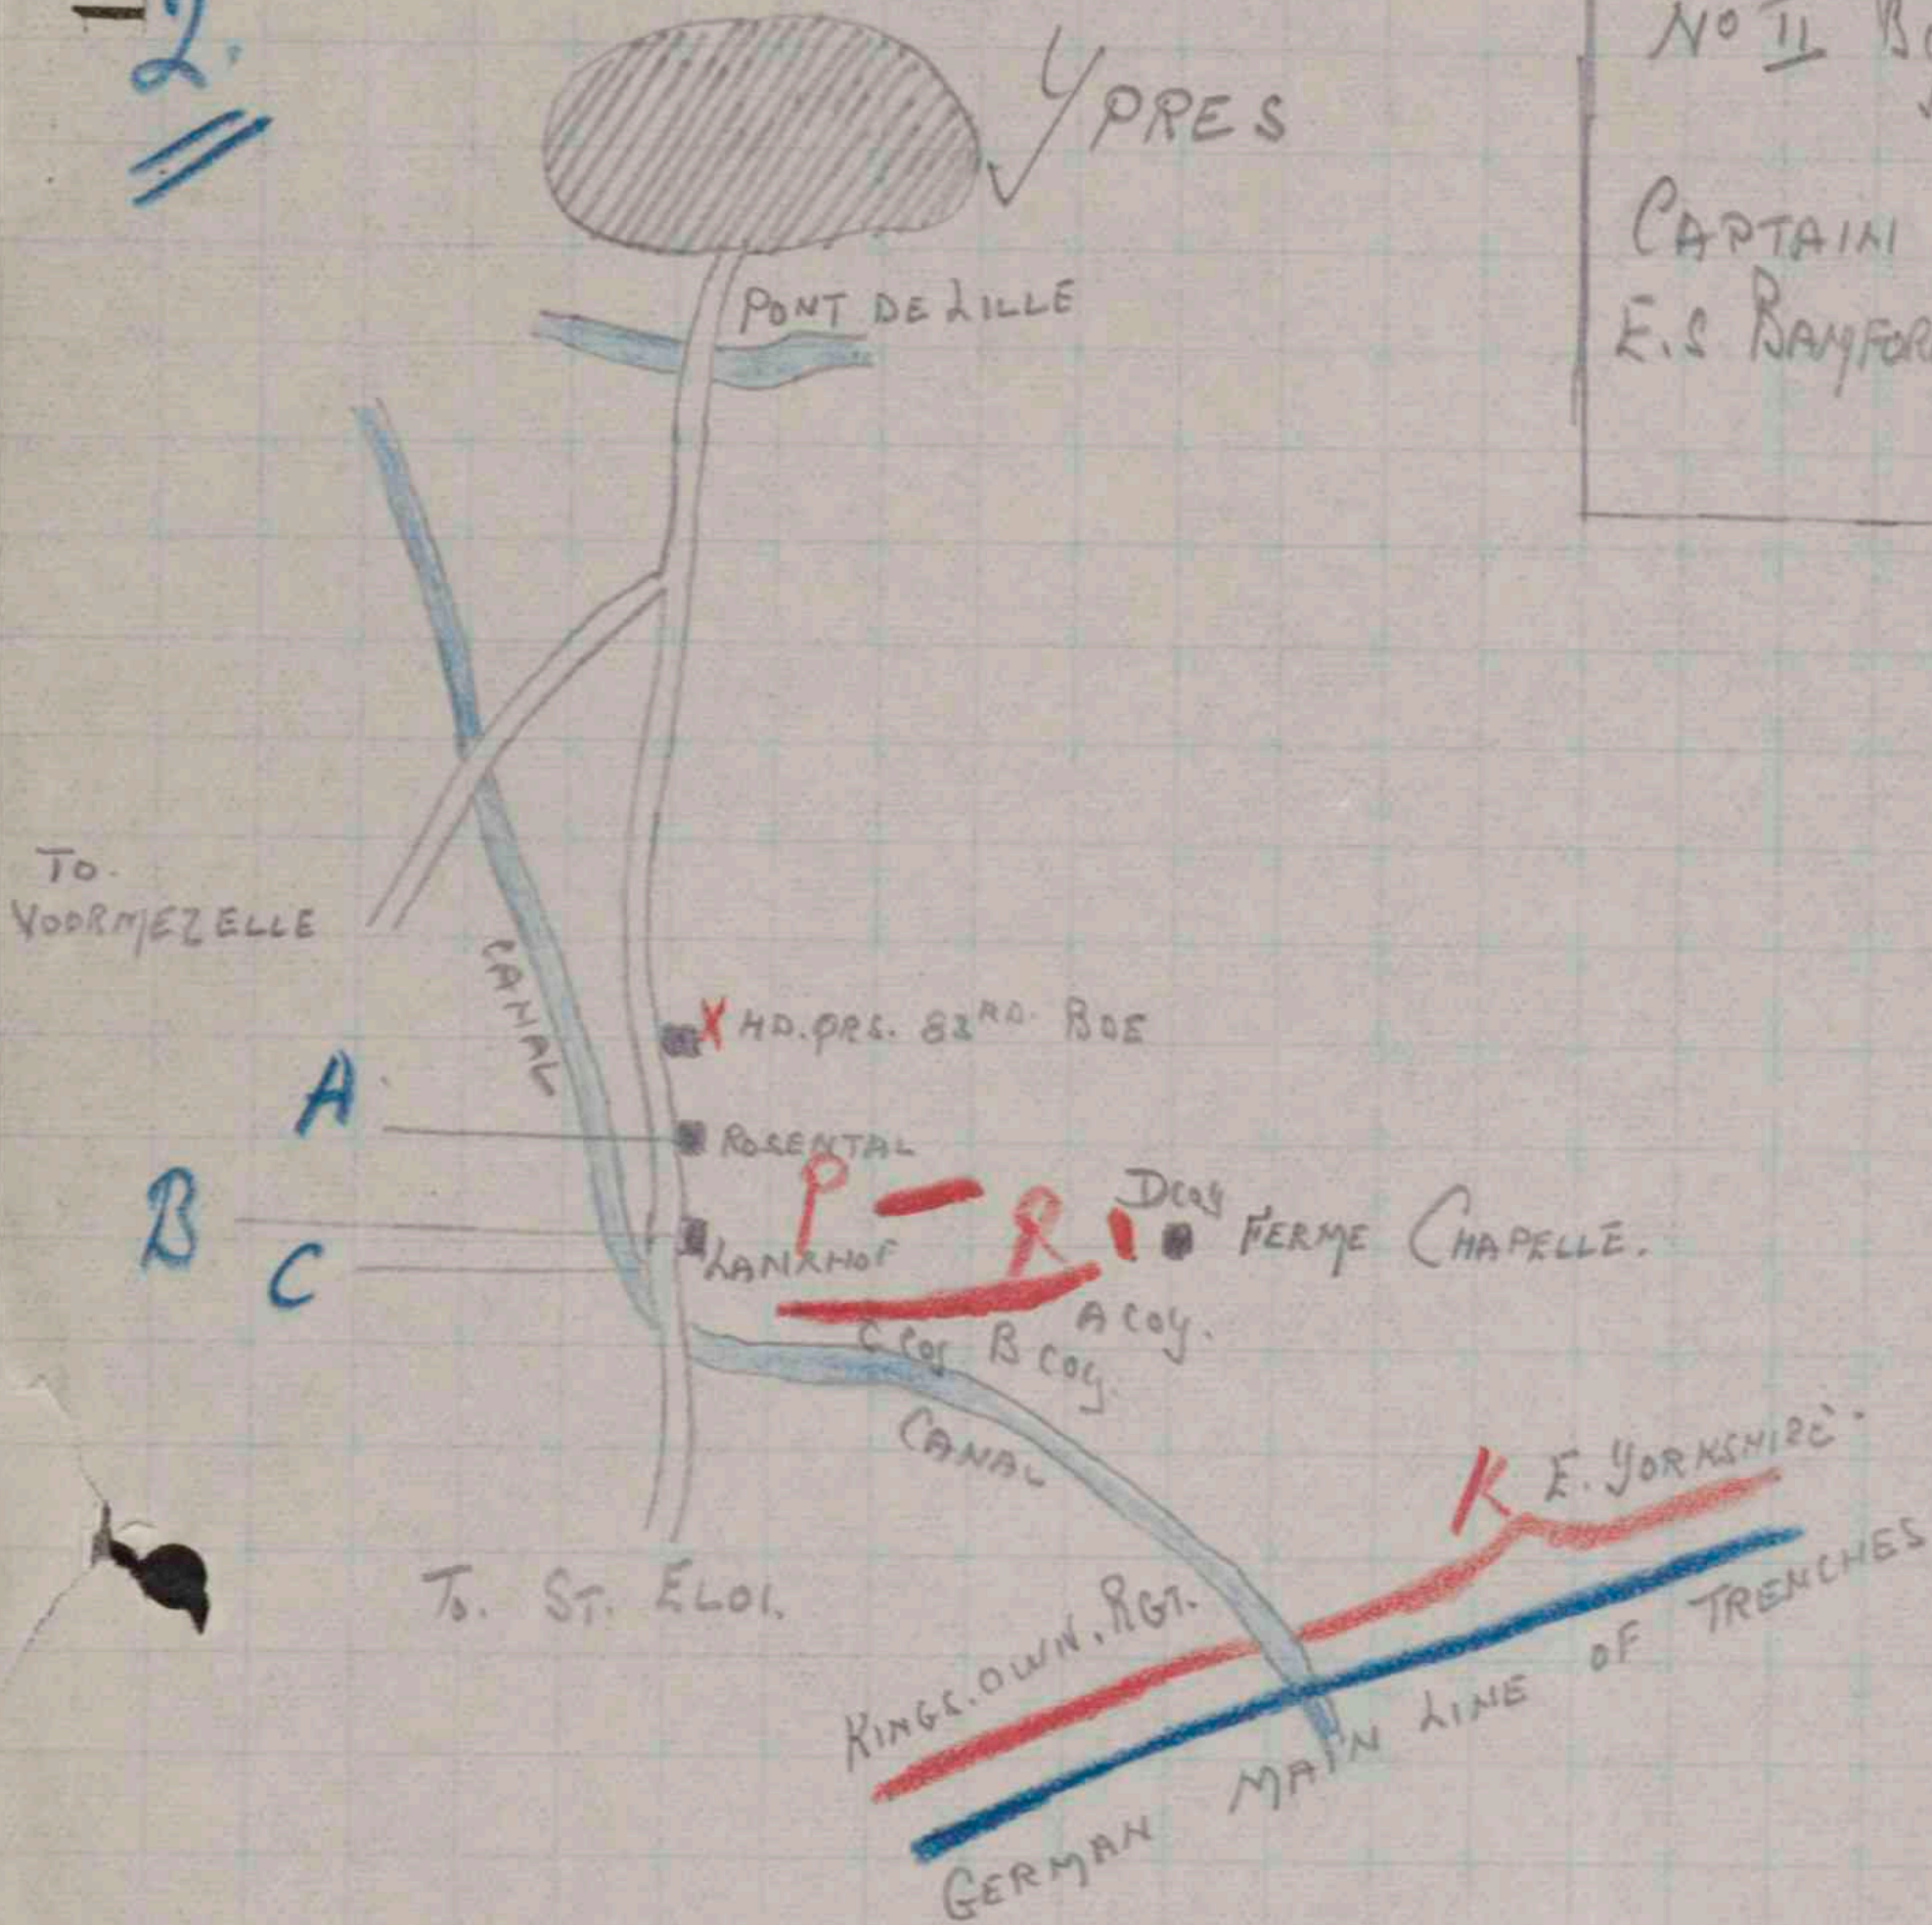 2.
No II
CAPTAIN
E.S BAMFOR
YPRES
PONT DE LILLE
TO.
VOORMEZELLE
CANAL
X HD.QRS. 83RD. BDE
A
ROSENTAL
P
R
D Coy
B
LANKHOF
FERME CHAPELLE.
C
A Coy.
C Coy
B Coy.
CANAL
K
E. YORKSHIRE.
TO. ST. ELOI.
KINGS. OWN. RGT.
GERMAN MAIN LINE OF TRENCHES